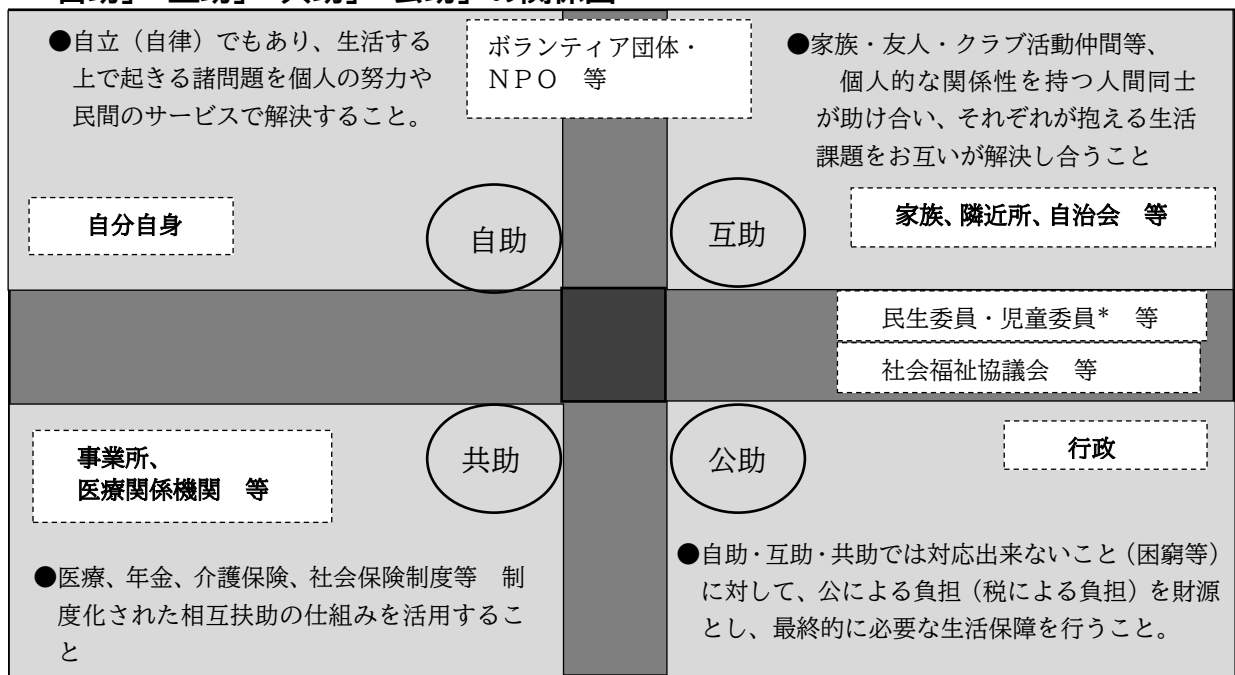 ●自立（自律）でもあり、生活する
上で起きる諸問題を個人の努力や
民間のサービスで解決すること。
ボランティア団体・
ＮＰＯ　等
●家族・友人・クラブ活動仲間等、
個人的な関係性を持つ人間同士
が助け合い、それぞれが抱える生活
課題をお互いが解決し合うこと
自分自身
自助
互助
家族、隣近所、自治会　等
民生委員・児童委員*　等
社会福祉協議会　等
事業所、
医療関係機関　等
共助
公助
行政
●医療、年金、介護保険、社会保険制度等　制
度化された相互扶助の仕組みを活用するこ
と
●自助・互助・共助では対応出来ないこと（困窮等）
に対して、公による負担（税による負担）を財源
とし、最終的に必要な生活保障を行うこと。